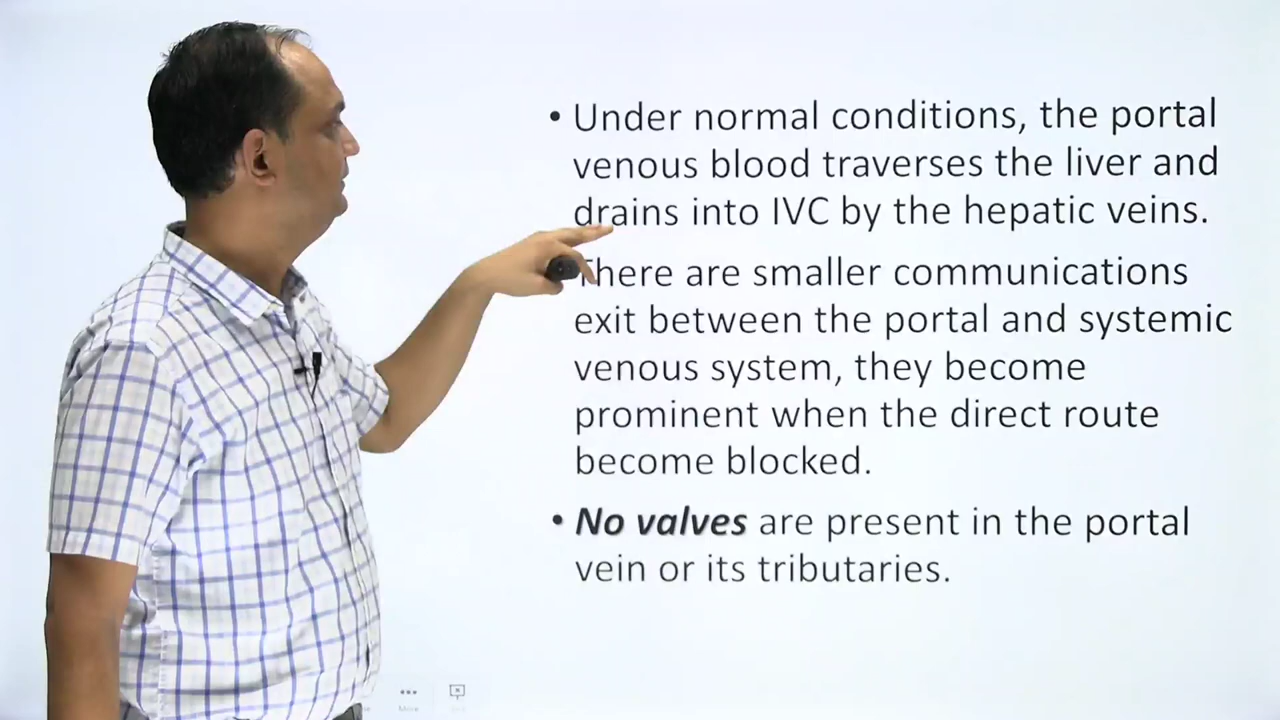 • Under normal conditions, the portal
venous blood traverses the liver and
drains into IVC by the hepatic veins.
There are smaller communications
exit between the portal and systemic
venous system, they become
prominent when the direct route
become blocked.
• No valves are present in the portal
vein or its tributaries.
More